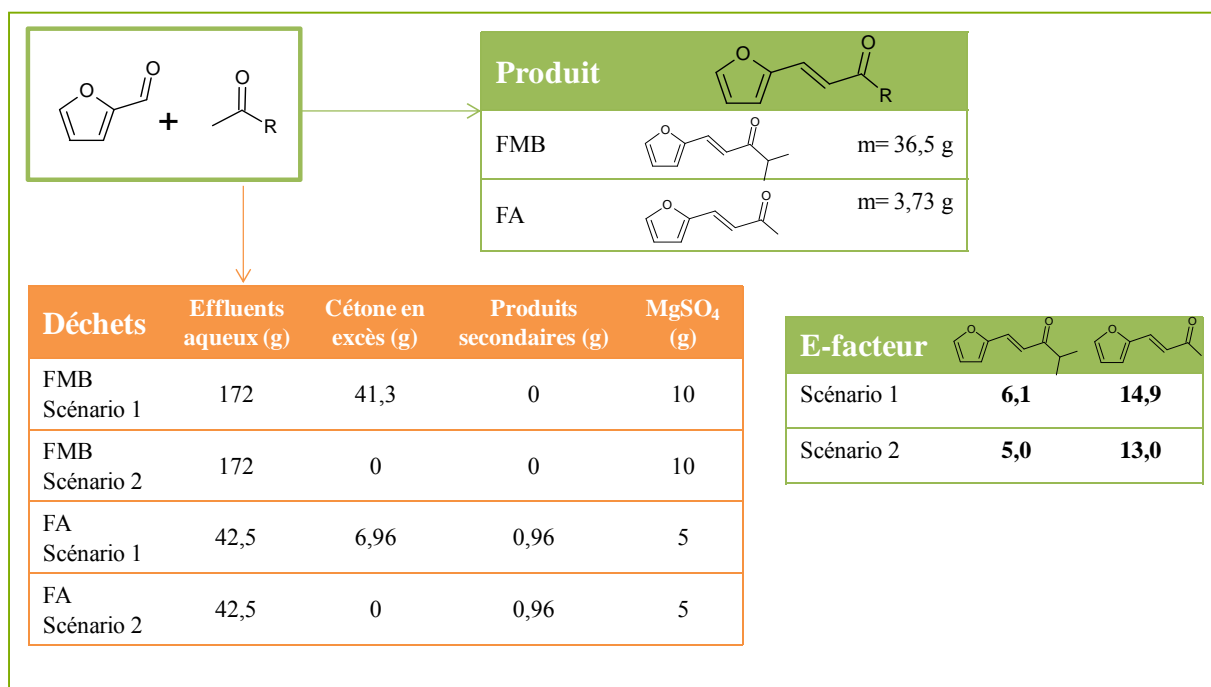 O
O
+
O
R
Produit
O
O
R
FMB
O
O
m= 36,5 g
FA
O
O
m= 3,73 g
Déchets
Effluents
aqueux (g)
Cétone en
excès (g)
Produits
secondaires (g)
MgSO₄
(g)
FMB
Scénario 1
172
41,3
0
10
FMB
Scénario 2
172
0
0
10
FA
Scénario 1
42,5
6,96
0,96
5
FA
Scénario 2
42,5
0
0,96
5
E-facteur
O
O
O
O
Scénario 1
6,1
14,9
Scénario 2
5,0
13,0